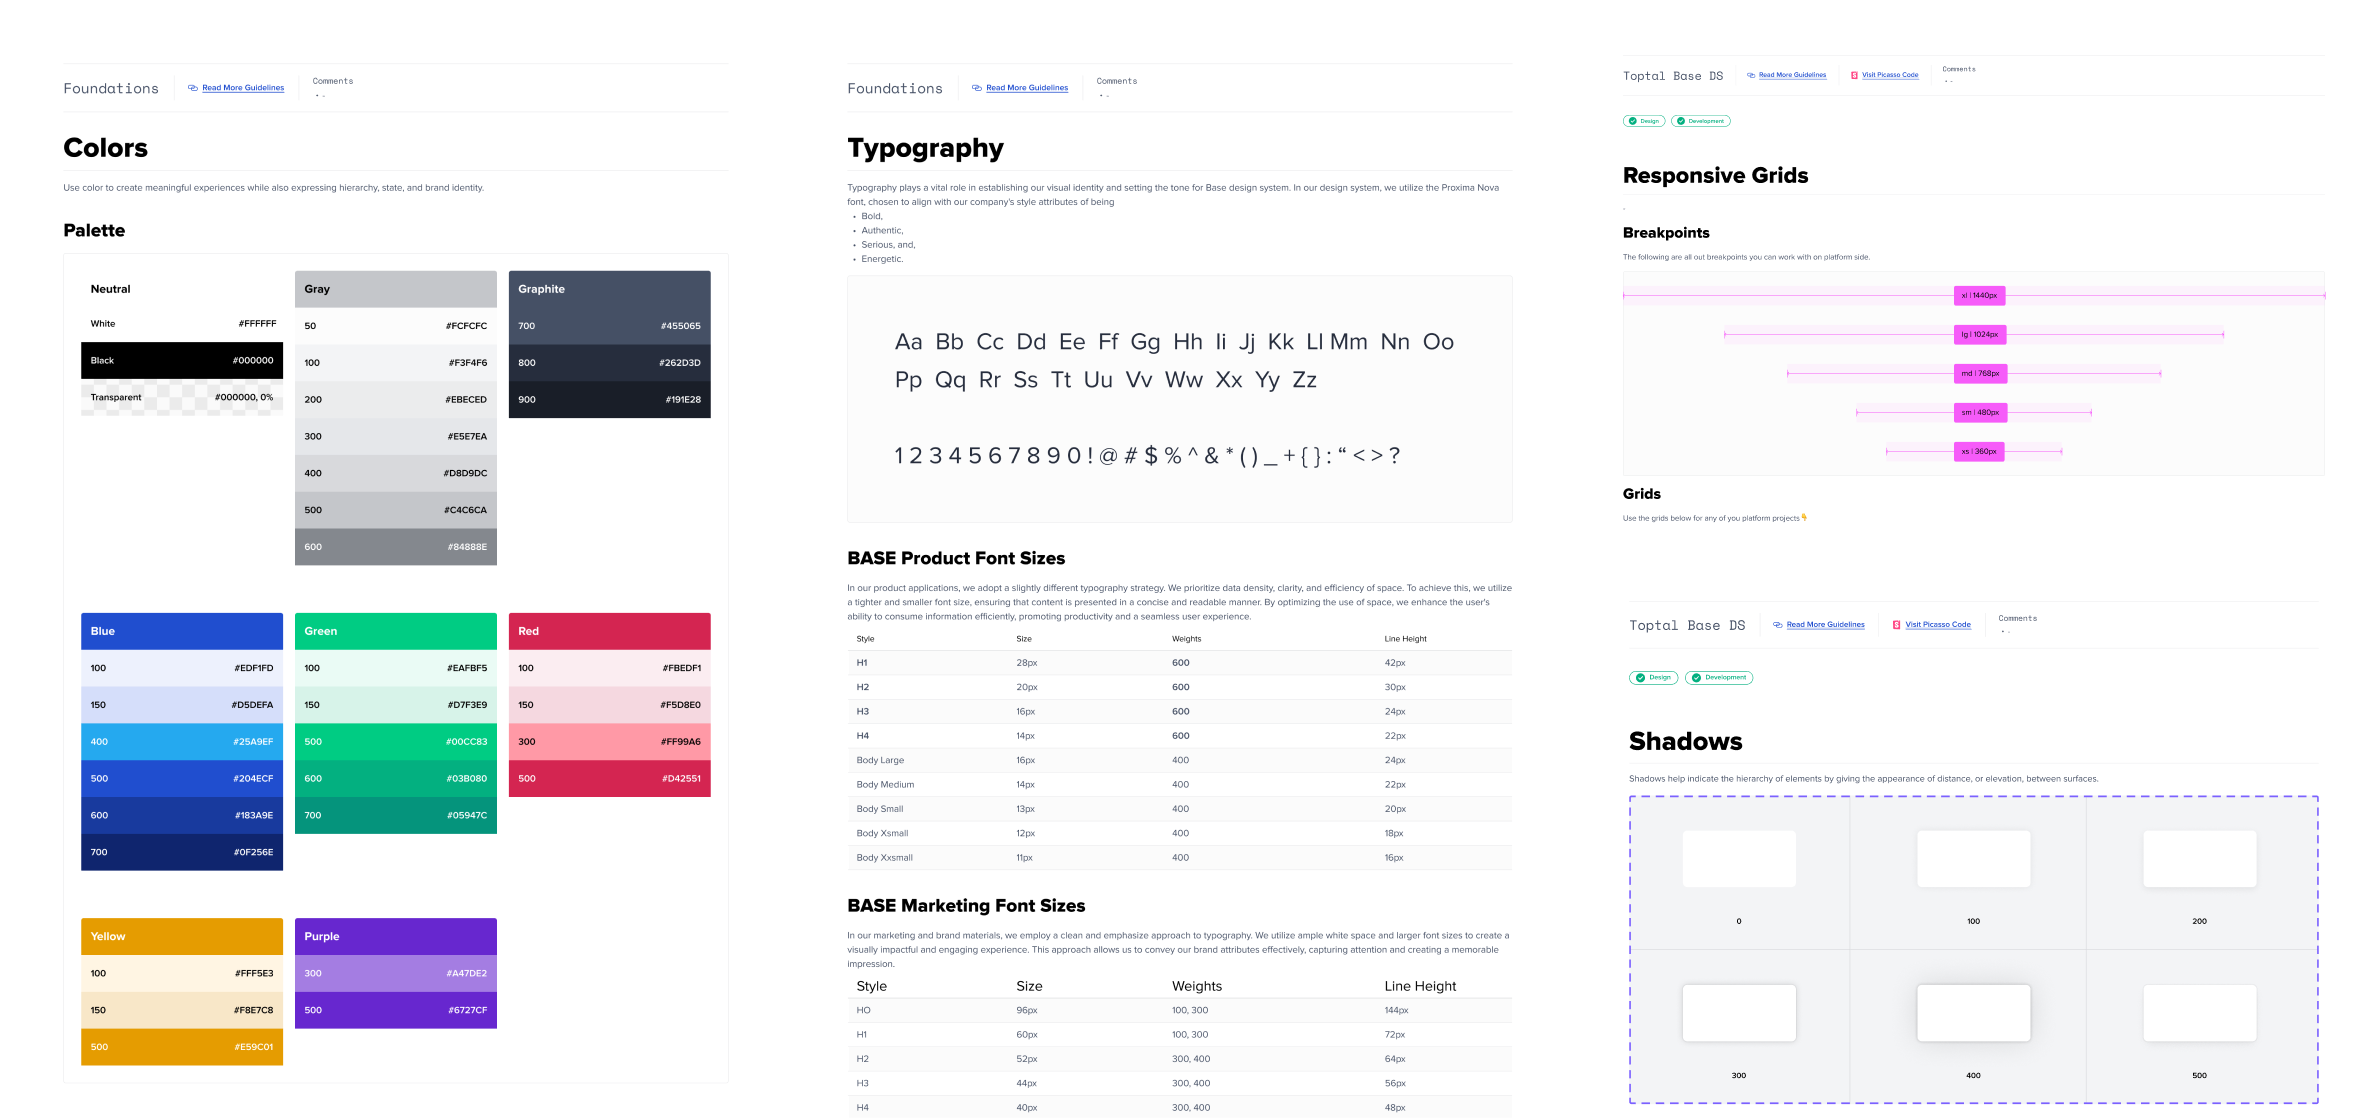 Foundations
Read More Guidelines
Comments
Colors
Use color to create meaningful experiences while also expressing hierarchy, state, and brand identity.
Palette
Neutral
White #FFFFFF
Black #000000
Transparent #000000, 0%
Gray
50 #FCFCFC
100 #F3F4F6
200 #EBECED
300 #E5E7EA
400 #D8D9DC
500 #C4C6CA
600 #84888E
Graphite
700 #455065
800 #262D3D
900 #191E28
Blue
100 #EDF1FD
150 #D5DEFA
400 #25A9EF
500 #204ECF
600 #183A9E
700 #0F256E
Green
100 #EAFBF5
150 #D7F3E9
500 #00CC83
600 #03B080
700 #05947C
Red
100 #FBEDF1
150 #F5D8E0
300 #FF99A6
500 #D42551
Yellow
100 #FFF5E3
150 #F8E7C8
500 #E59C01
Purple
300 #A47DE2
500 #6727CF
Foundations
Read More Guidelines
Comments
Typography
Typography plays a vital role in establishing our visual identity and setting the tone for Base design system. In our design system, we utilize the Proxima Nova
font, chosen to align with our company's style attributes of being
• Bold,
• Authentic,
• Serious, and,
• Energetic.
Aa Bb Cc Dd Ee Ff Gg Hh Ii Jj Kk Ll Mm Nn Oo
Pp Qq Rr Ss Tt Uu Vv Ww Xx Yy Zz
1 2 3 4 5 6 7 8 9 0 ! @ # $ % ^ & * ( ) _ + { } : “ < > ?
BASE Product Font Sizes
In our product applications, we adopt a slightly different typography strategy. We prioritize data density, clarity, and efficiency of space. To achieve this, we utilize
a tighter and smaller font size, ensuring that content is presented in a concise and readable manner. By optimizing the use of space, we enhance the user's
ability to consume information efficiently, promoting productivity and a seamless user experience.
Style Size Weights Line Height
H1 28px 600 42px
H2 20px 600 30px
H3 16px 600 24px
H4 14px 600 22px
Body Large 16px 400 24px
Body Medium 14px 400 22px
Body Small 13px 400 20px
Body Xsmall 12px 400 18px
Body Xxsmall 11px 400 16px
BASE Marketing Font Sizes
In our marketing and brand materials, we employ a clean and emphasize approach to typography. We utilize ample white space and larger font sizes to create a
visually impactful and engaging experience. This approach allows us to convey our brand attributes effectively, capturing attention and creating a memorable
impression.
Style Size Weights Line Height
HO 96px 100, 300 144px
H1 60px 100, 300 72px
H2 52px 300, 400 64px
H3 44px 300, 400 56px
H4 40px 300, 400 48px
Toptal Base DS
Read More Guidelines
Visit Picasso Code
Comments
Design
Development
Responsive Grids
Breakpoints
The following are all out breakpoints you can work with on platform side.
xl | 1440px
lg | 1024px
md | 768px
sm | 480px
xs | 360px
Grids
Use the grids below for any of you platform projects👇
Toptal Base DS
Read More Guidelines
Visit Picasso Code
Comments
Design
Development
Shadows
Shadows help indicate the hierarchy of elements by giving the appearance of distance, or elevation, between surfaces.
0 100 200
300 400 500